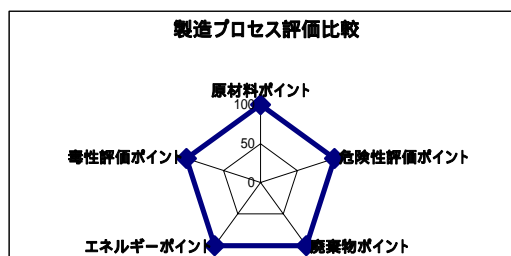 製造プロセス評価比較
原材料ポイント
100
毒性評価ポイント
危険性評価ポイント
50
0
エネルギーポイント
廃棄物ポイント